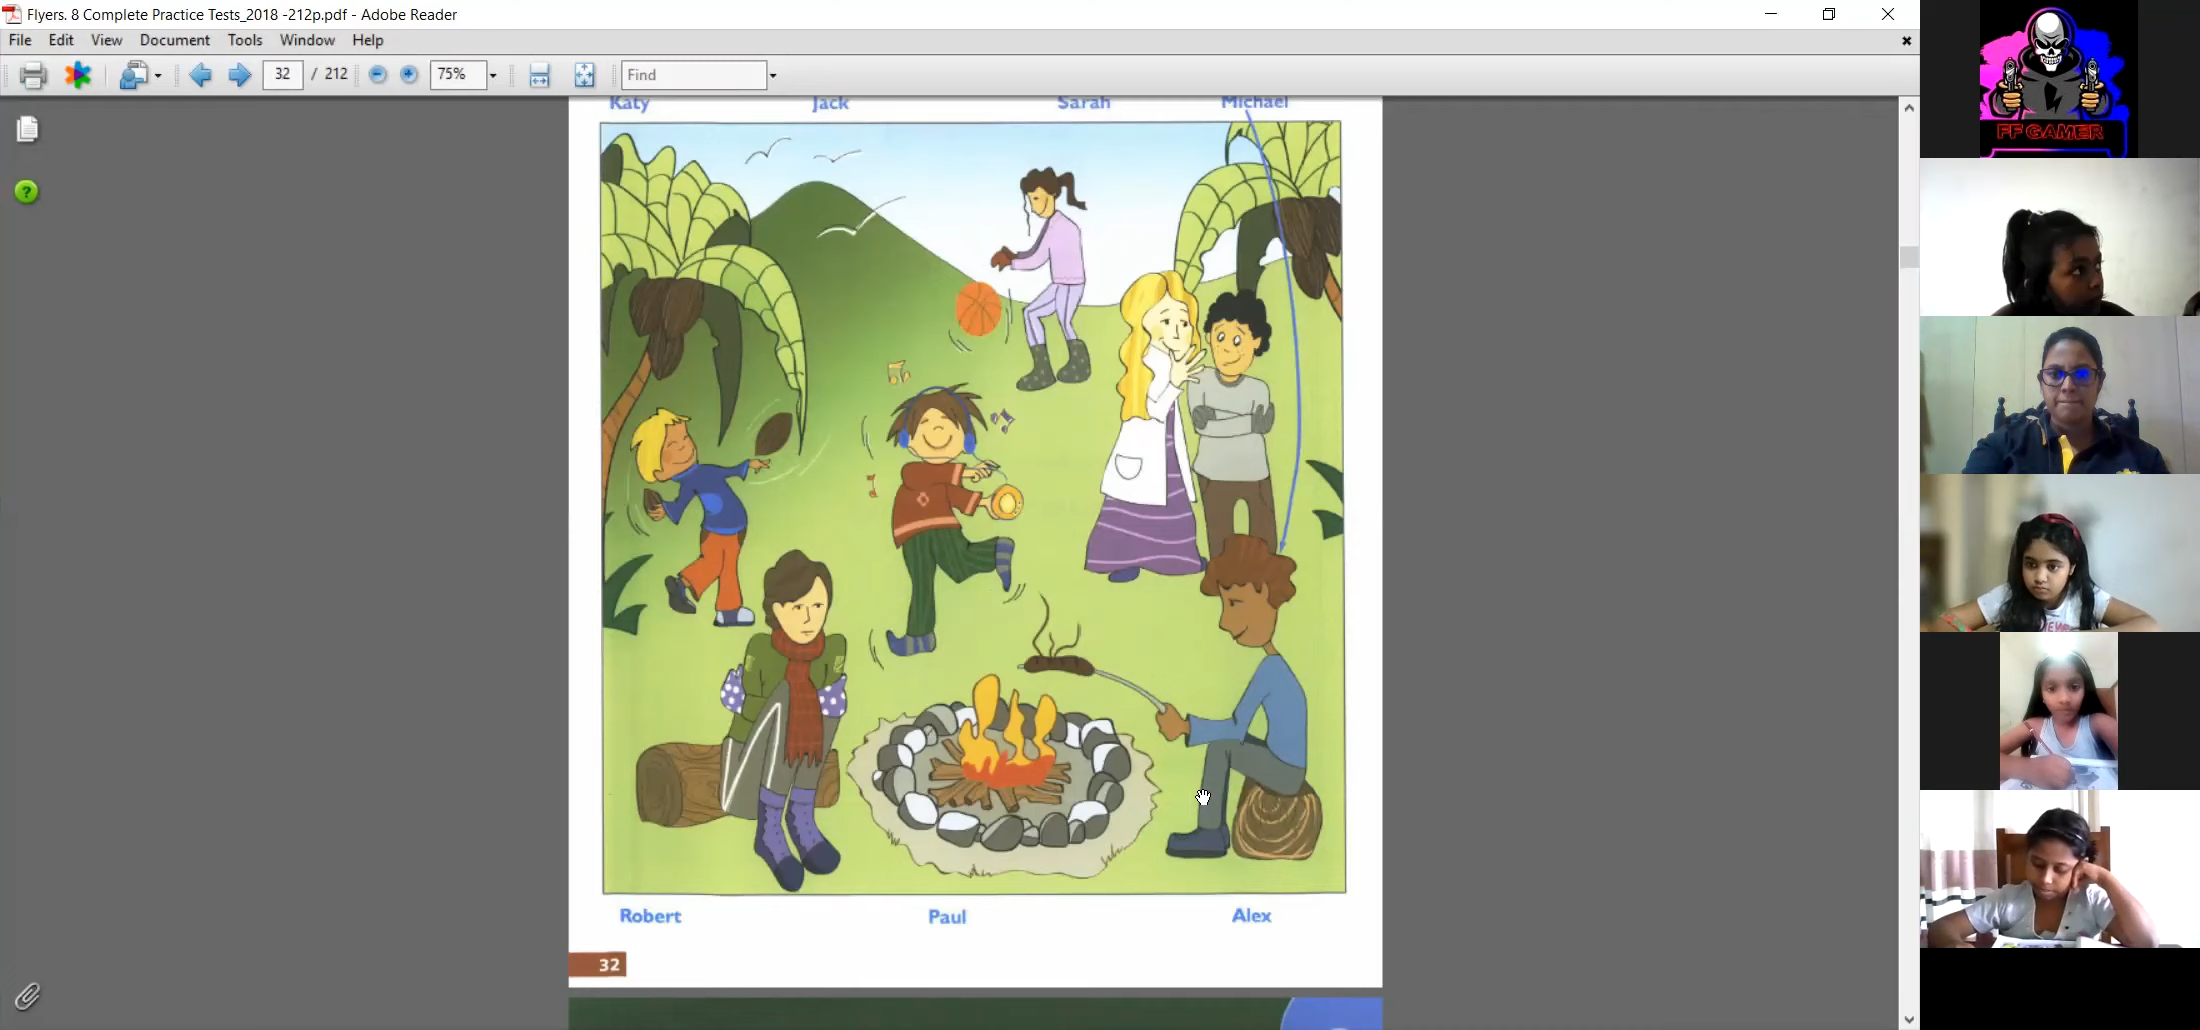 Flyers. 8 Complete Practice Tests_2018 -212p.pdf - Adobe Reader
File Edit View Document Tools Window Help
32 / 212 75% Find
Katy Jack Sarah Michael
Robert Paul Alex
32
FF GAMER